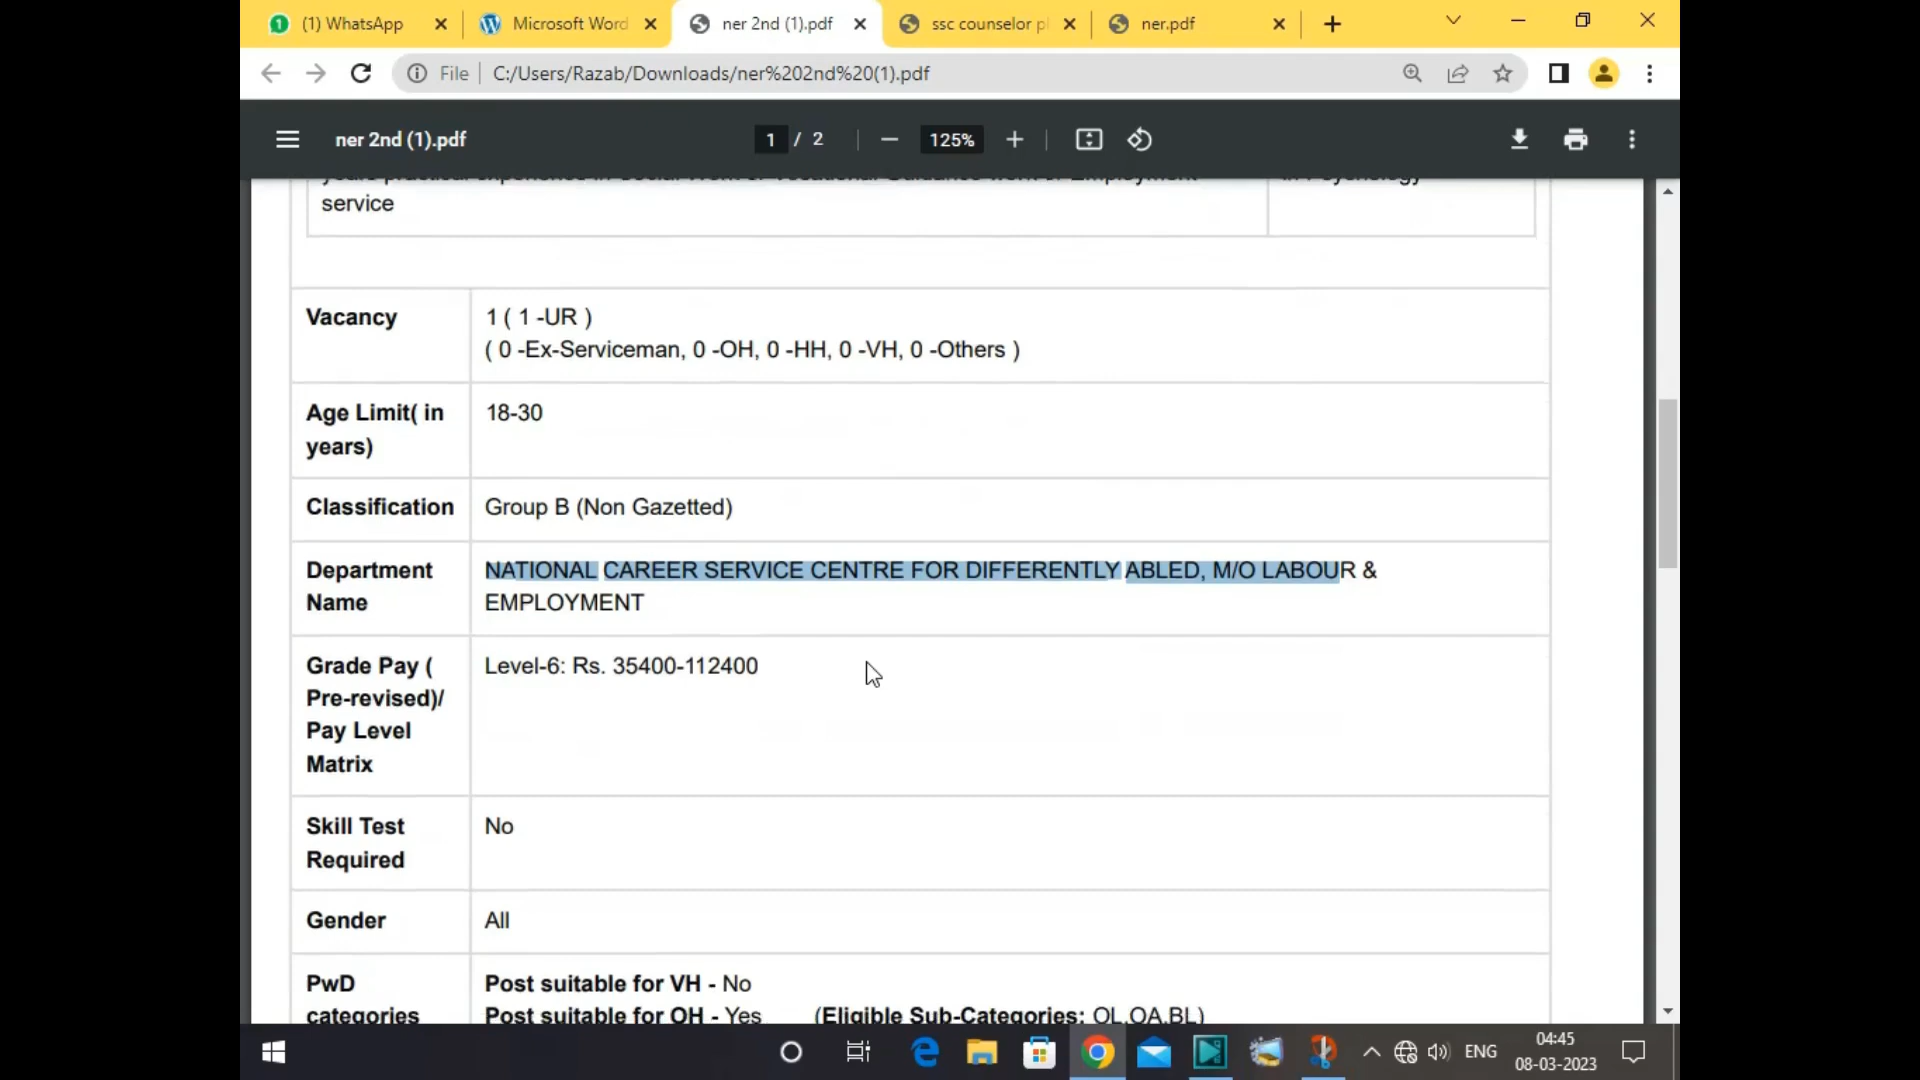 (1) WhatsApp
Microsoft Word
ner 2nd (1).pdf
ssc counselor p
ner.pdf
File
C:/Users/Razab/Downloads/ner%202nd%20(1).pdf
ner 2nd (1).pdf
1 / 2
125%
service
Vacancy
1 ( 1 -UR )
( 0 -Ex-Serviceman, 0 -OH, 0 -HH, 0 -VH, 0 -Others )
Age Limit( in
years)
18-30
Classification
Group B (Non Gazetted)
Department
Name
NATIONAL CAREER SERVICE CENTRE FOR DIFFERENTLY ABLED, M/O LABOUR &
EMPLOYMENT
Grade Pay (
Pre-revised)/
Pay Level
Matrix
Level-6: Rs. 35400-112400
Skill Test
Required
No
Gender
All
PwD
categories
Post suitable for VH - No
Post suitable for OH - Yes (Eligible Sub-Categories: OL,OA,BL)
ENG
04:45
08-03-2023